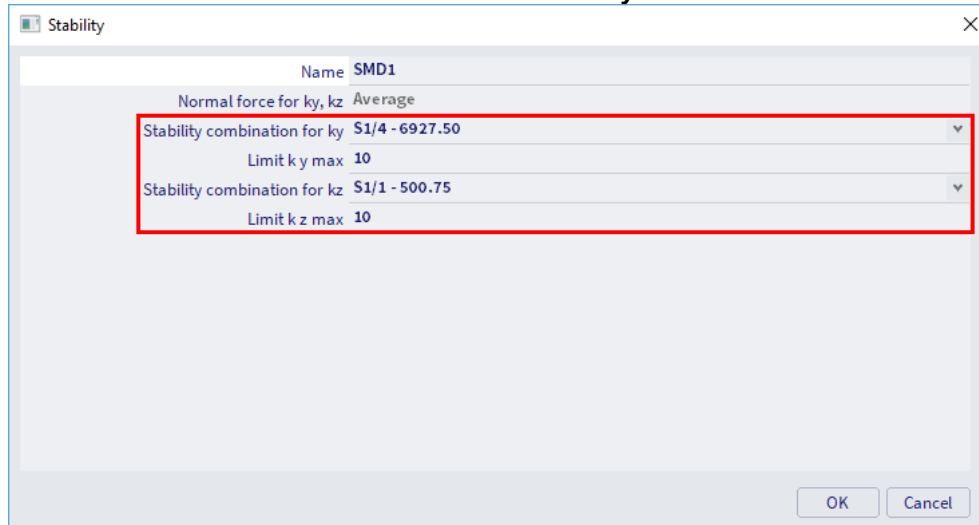 Stability
Name SMD1
Normal force for ky, kz Average
Stability combination for ky S1/4 - 6927.50
Limit k y max 10
Stability combination for kz S1/1 - 500.75
Limit k z max 10
OK Cancel